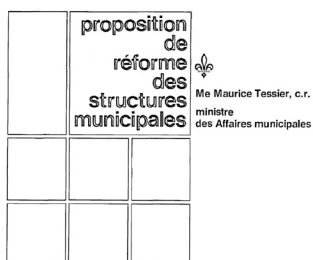 proposition
de
réforme
des
structures
municipales
Me Maurice Tessier, c.r.
ministre
des Affaires municipales